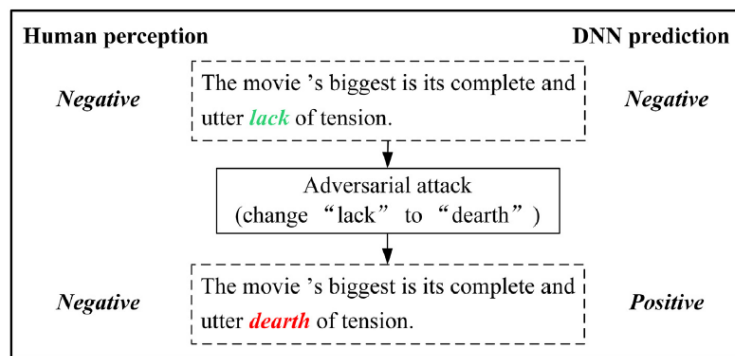 Human perception
DNN prediction
Negative
The movie 's biggest is its complete and
utter lack of tension.
Negative
Adversarial attack
(change “lack” to “dearth” )
Negative
The movie 's biggest is its complete and
utter dearth of tension.
Positive